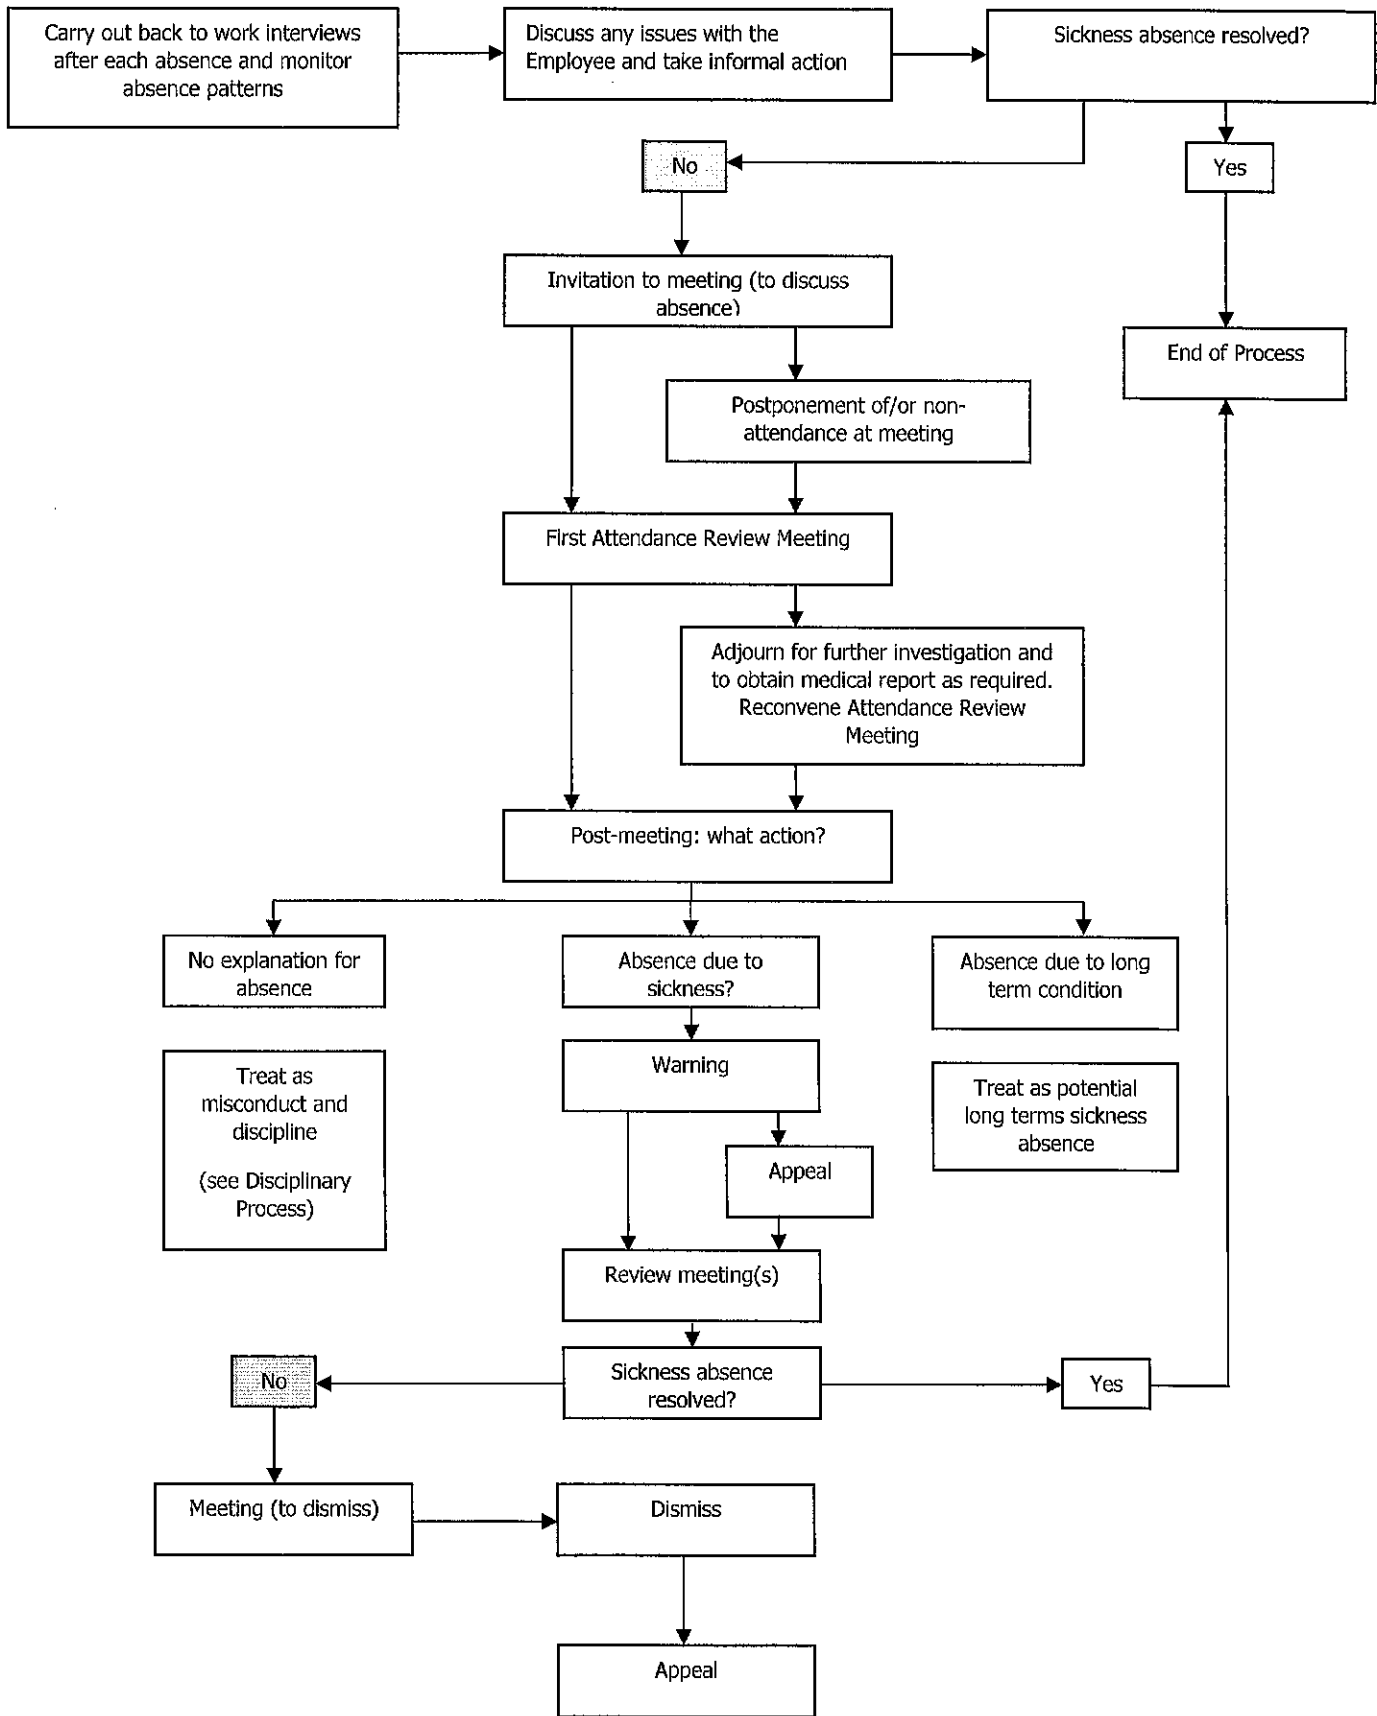 Carry out back to work interviews
after each absence and monitor
absence patterns
Discuss any issues with the
Employee and take informal action
Sickness absence resolved?
No
Yes
Invitation to meeting (to discuss
absence)
End of Process
Postponement of/or non-
attendance at meeting
First Attendance Review Meeting
Adjourn for further investigation and
to obtain medical report as required.
Reconvene Attendance Review
Meeting
Post-meeting: what action?
No explanation for
absence
Absence due to
sickness?
Absence due to long
term condition
Treat as
misconduct and
discipline
(see Disciplinary
Process)
Warning
Treat as potential
long terms sickness
absence
Appeal
Review meeting(s)
No
Sickness absence
resolved?
Yes
Meeting (to dismiss)
Dismiss
Appeal